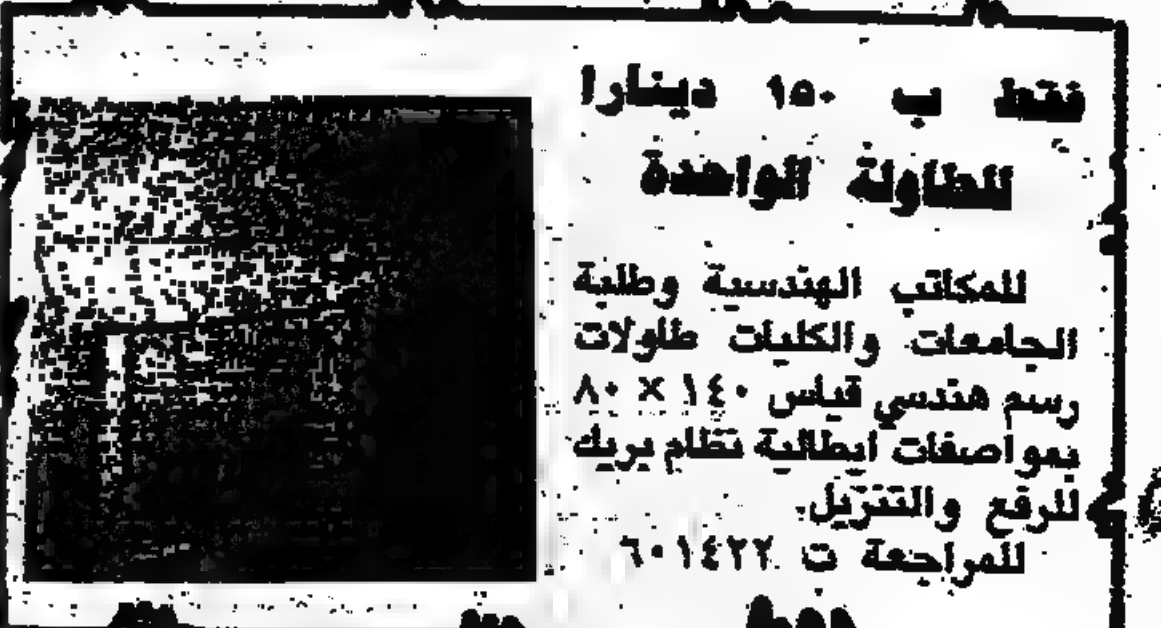 فقط ب ١٥٠ دينارا
للطاولة الواحدة
للمكاتب الهندسية وطلبة
الجامعات والكليات طاولات
رسم هندسي قياس ١٤٠ × ٨٠
بمواصفات ايطالية نظام بريك
للرفع والتنزيل.
للمراجعة ت ٦٠١٤٢٢